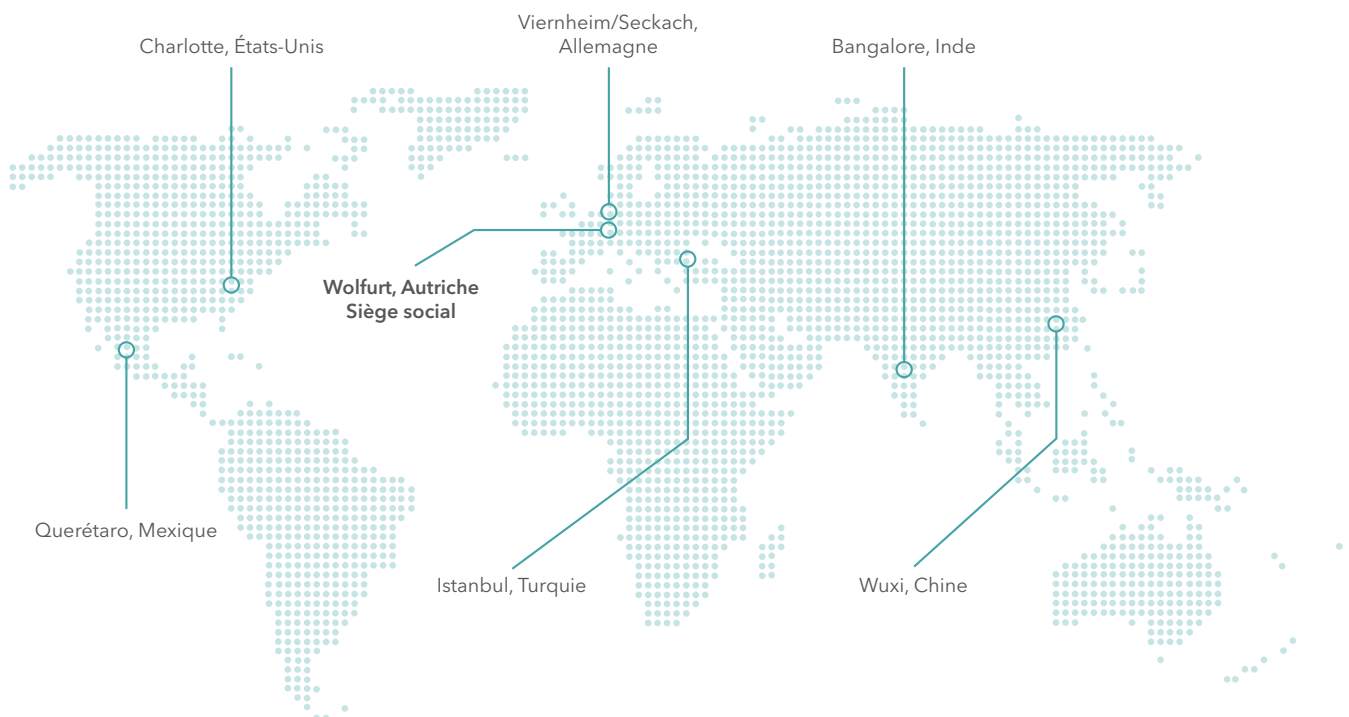 Viernheim/Seckach,
Allemagne
Charlotte, États-Unis
Bangalore, Inde
Wolfurt, Autriche
Siège social
Querétaro, Mexique
Istanbul, Turquie
Wuxi, Chine